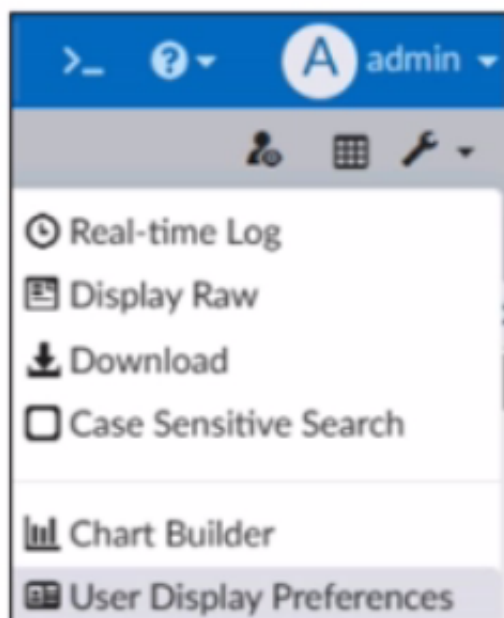 >_ ? A admin
Real-time Log
Display Raw
Download
Case Sensitive Search
Chart Builder
User Display Preferences